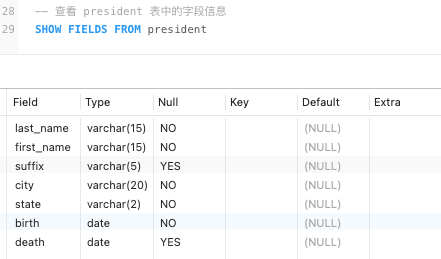 28 -- 查看 president 表中的字段信息
29 SHOW FIELDS FROM president
Field Type Null Key Default Extra
last_name varchar(15) NO (NULL)
first_name varchar(15) NO (NULL)
suffix varchar(5) YES (NULL)
city varchar(20) NO (NULL)
state varchar(2) NO (NULL)
birth date NO (NULL)
death date YES (NULL)